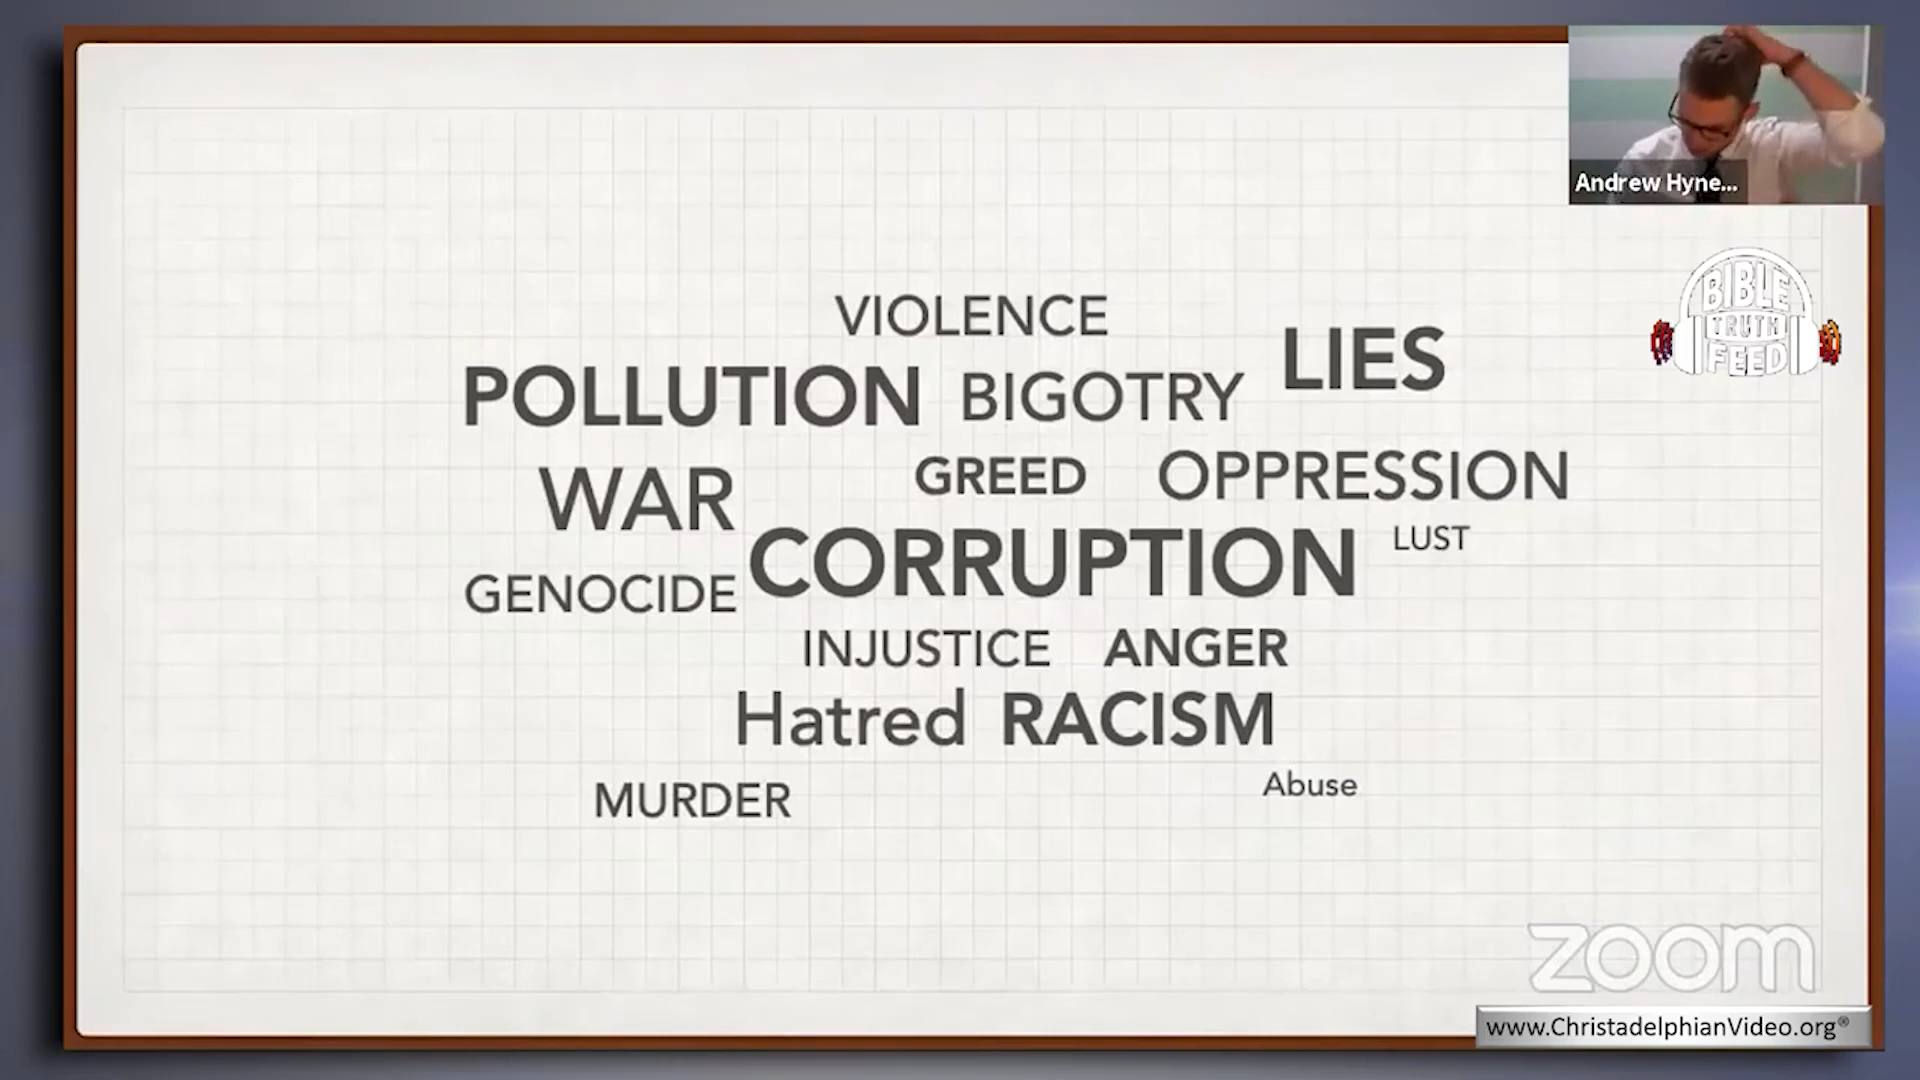 Andrew Hyne...
BIBLE
TRUTH
FEED
VIOLENCE
LIES
POLLUTION BIGOTRY
WAR GREED OPPRESSION
CORRUPTION LUST
GENOCIDE
INJUSTICE ANGER
Hatred RACISM
MURDER Abuse
zoom
www.ChristadelphianVideo.org®